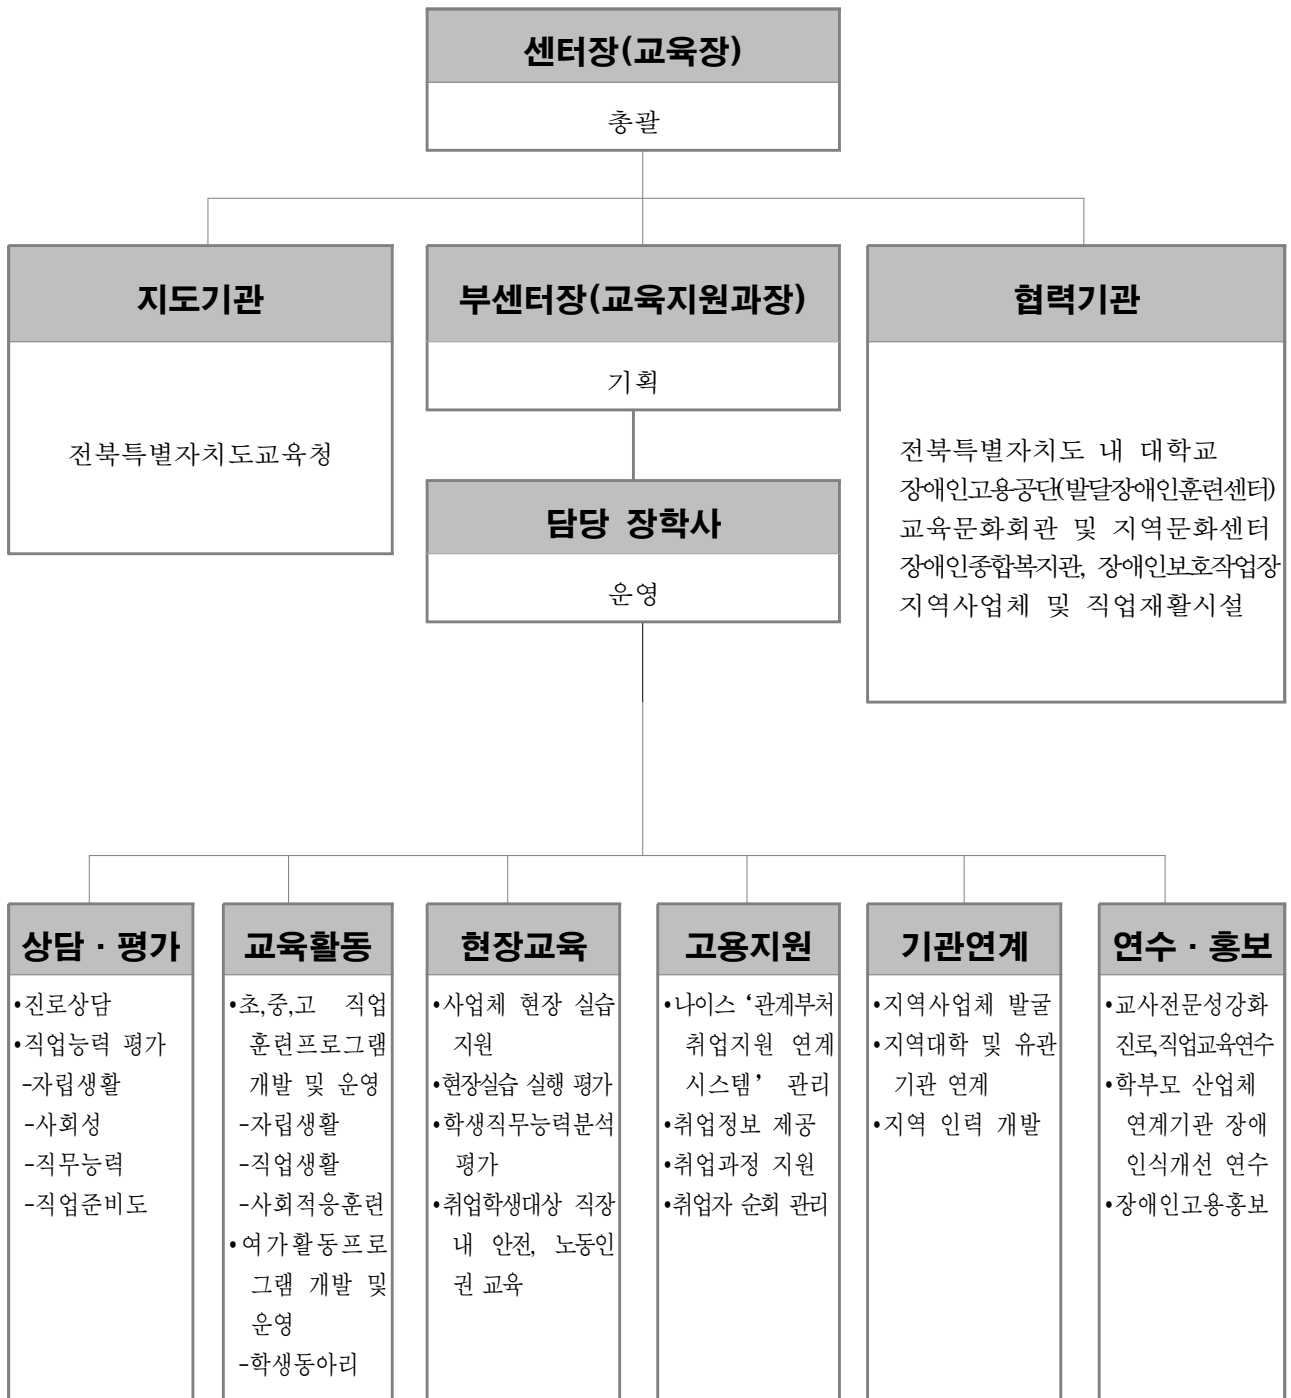 센터장(교육장)
총괄
지도기관
전북특별자치도교육청
부센터장(교육지원과장)
기획
담당 장학사
운영
협력기관
전북특별자치도 내 대학교
장애인고용공단(발달장애인훈련센터)
교육문화회관 및 지역문화센터
장애인종합복지관, 장애인보호작업장
지역사업체 및 직업재활시설
상담 · 평가
•진로상담
•직업능력 평가
-자립생활
-사회성
-직무능력
-직업준비도
교육활동
•초,중,고 직업
훈련프로그램
개발 및 운영
-자립생활
-직업생활
-사회적응훈련
•여가활동프로
그램 개발 및
운영
-학생동아리
현장교육
•사업체 현장 실습
지원
•현장실습 실행 평가
•학생직무능력분석
평가
•취업학생대상 직장
내 안전, 노동인
권 교육
고용지원
•나이스 ‘관계부처
취업지원 연계
시스템’ 관리
•취업정보 제공
•취업과정 지원
•취업자 순회 관리
기관연계
•지역사업체 발굴
•지역대학 및 유관
기관 연계
•지역 인력 개발
연수 · 홍보
•교사전문성강화
진로,직업교육연수
•학부모 산업체
연계기관 장애
인식개선 연수
•장애인고용홍보